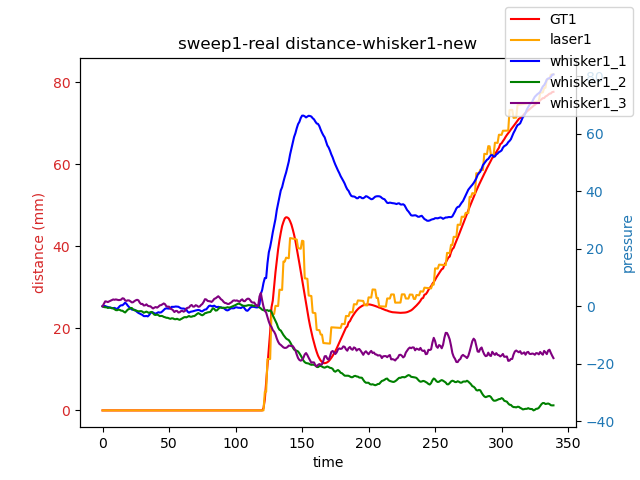 sweep1-real distance-whisker1-new
GT1
laser1
whisker1_1
whisker1_2
whisker1_3
distance (mm)
80
60
40
20
0
80
60
40
20
0
−20
−40
pressure
0 50 100 150 200 250 300 350
time